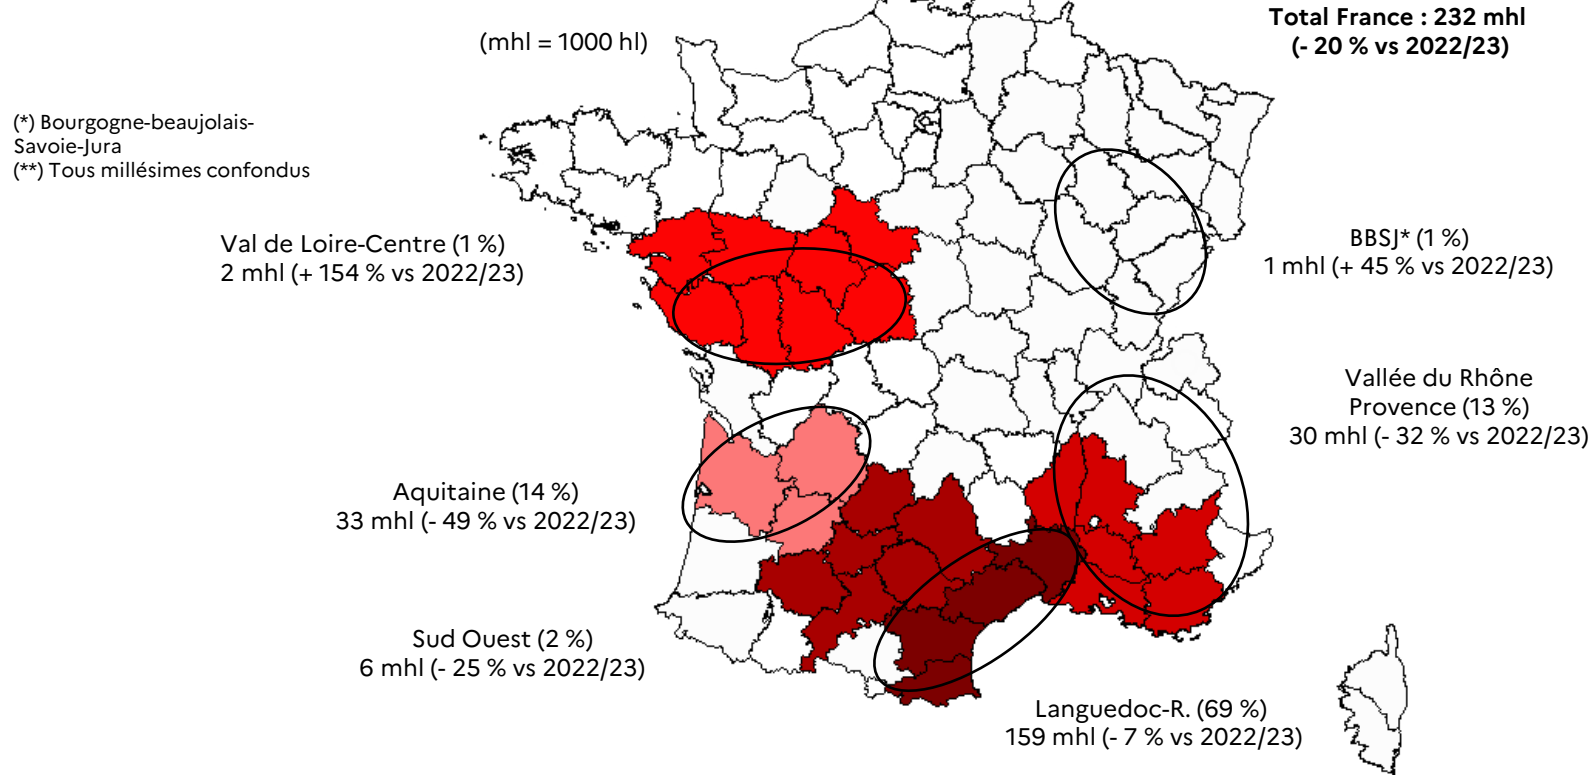 Total France : 232 mhl
(- 20 % vs 2022/23)
(mhl = 1000 hl)
(*) Bourgogne-beaujolais-
Savoie-Jura
(**) Tous millésimes confondus
Val de Loire-Centre (1 %)
2 mhl (+ 154 % vs 2022/23)
BBSJ* (1 %)
1 mhl (+ 45 % vs 2022/23)
Vallée du Rhône
Provence (13 %)
30 mhl (- 32 % vs 2022/23)
Aquitaine (14 %)
33 mhl (- 49 % vs 2022/23)
Sud Ouest (2 %)
6 mhl (- 25 % vs 2022/23)
Languedoc-R. (69 %)
159 mhl (- 7 % vs 2022/23)